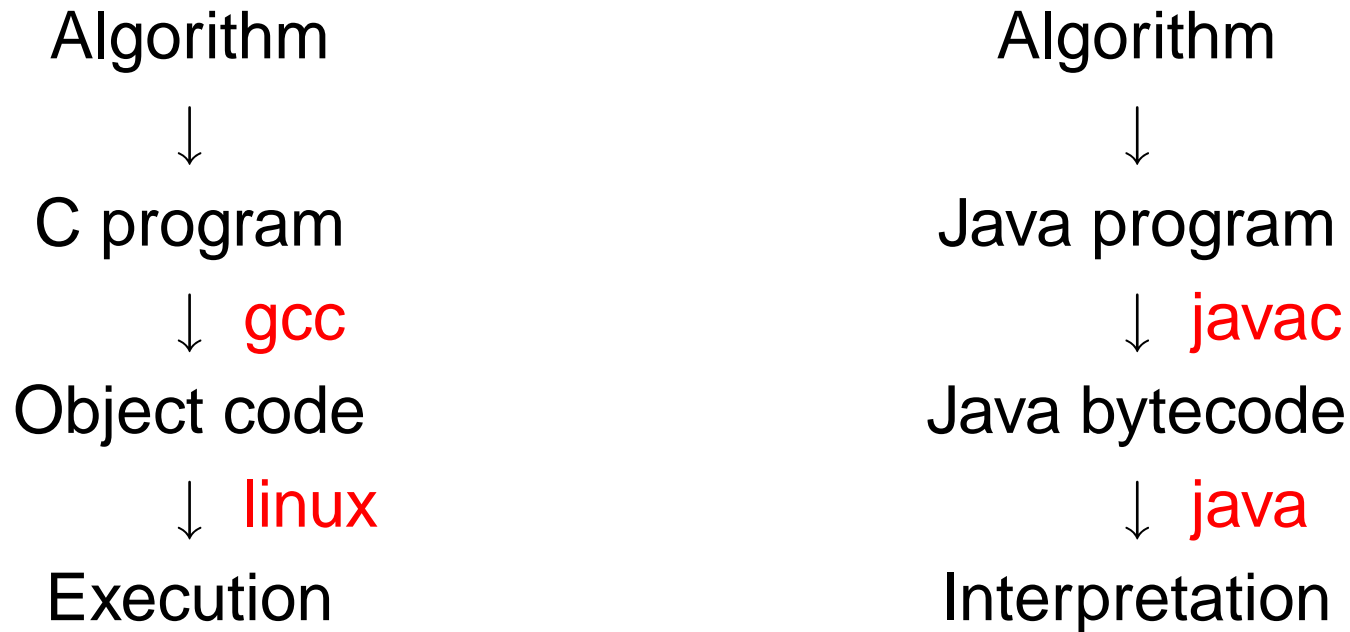 Algorithm
↓
C program
↓ gcc
Object code
↓ linux
Execution
Algorithm
↓
Java program
↓ javac
Java bytecode
↓ java
Interpretation